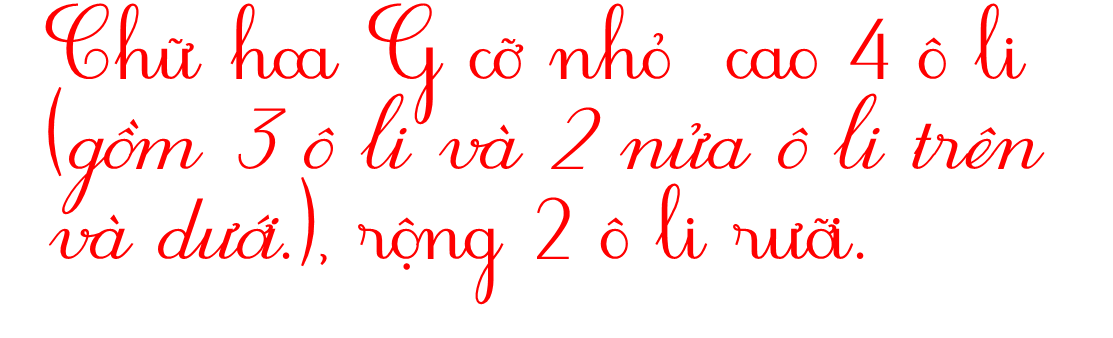 Chữ hoa G cỡ nhỏ cao 4 ô li
(gồm 3 ô li và 2 nửa ô li trên
và dưới.), rộng 2 ô li rưỡi.